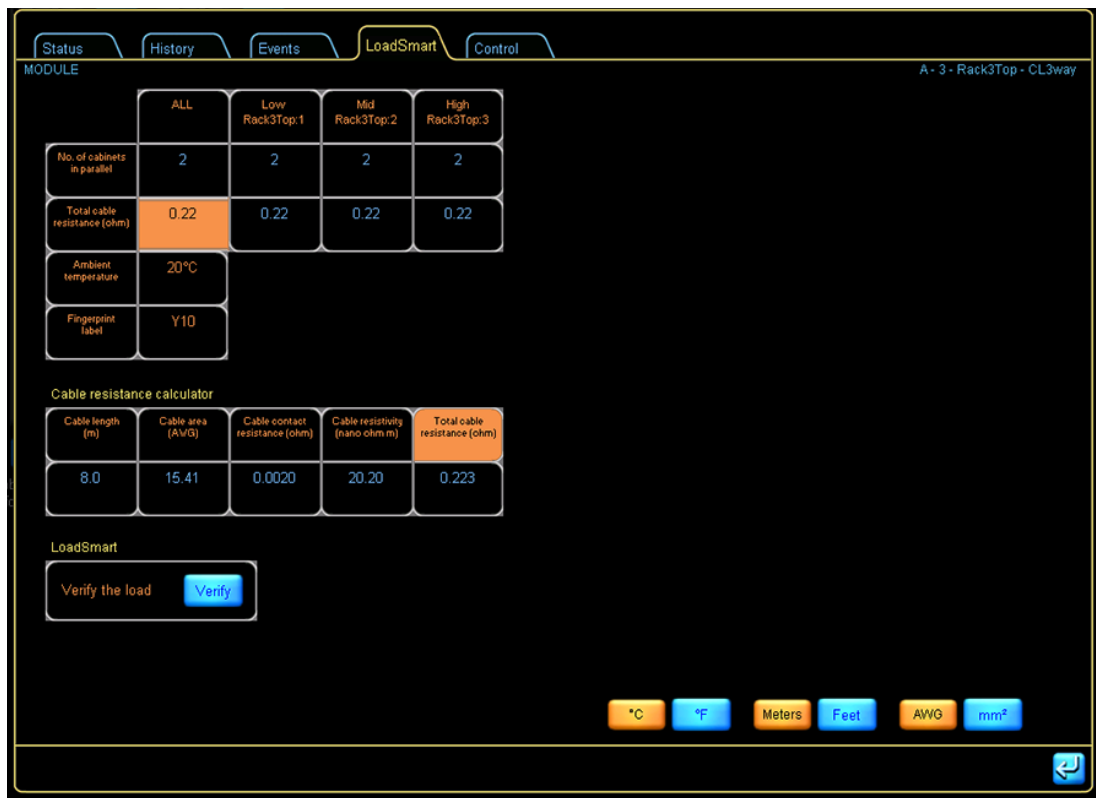 Status History Events LoadSmart Control
MODULE A - 3 - Rack3Top - CL3way
ALL Low Mid High
Rack3Top:1 Rack3Top:2 Rack3Top:3
No. of cabinets 2 2 2 2
in parallel
Total cable 0.22 0.22 0.22 0.22
resistance (ohm)
Ambient 20°C
temperature
Fingerprint Y10
label
Cable resistance calculator
Cable length Cable area Cable contact Cable resistivity Total cable
(m) (AWG) resistance (ohm) (nano ohm m) resistance (ohm)
8.0 15.41 0.0020 20.20 0.223
LoadSmart
Verify the load Verify
°C °F Meters Feet AWG mm²